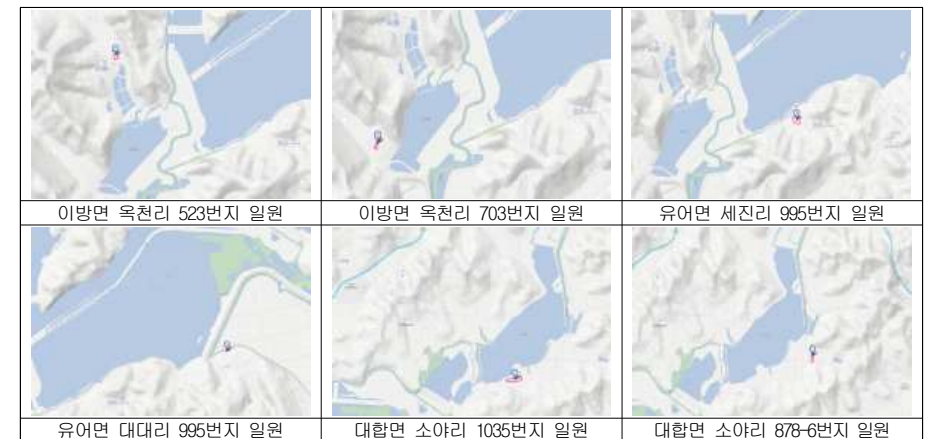 이방면 옥천리 523번지 일원
이방면 옥천리 703번지 일원
유어면 세진리 995번지 일원
유어면 대대리 995번지 일원
대합면 소야리 1035번지 일원
대합면 소야리 878-6번지 일원